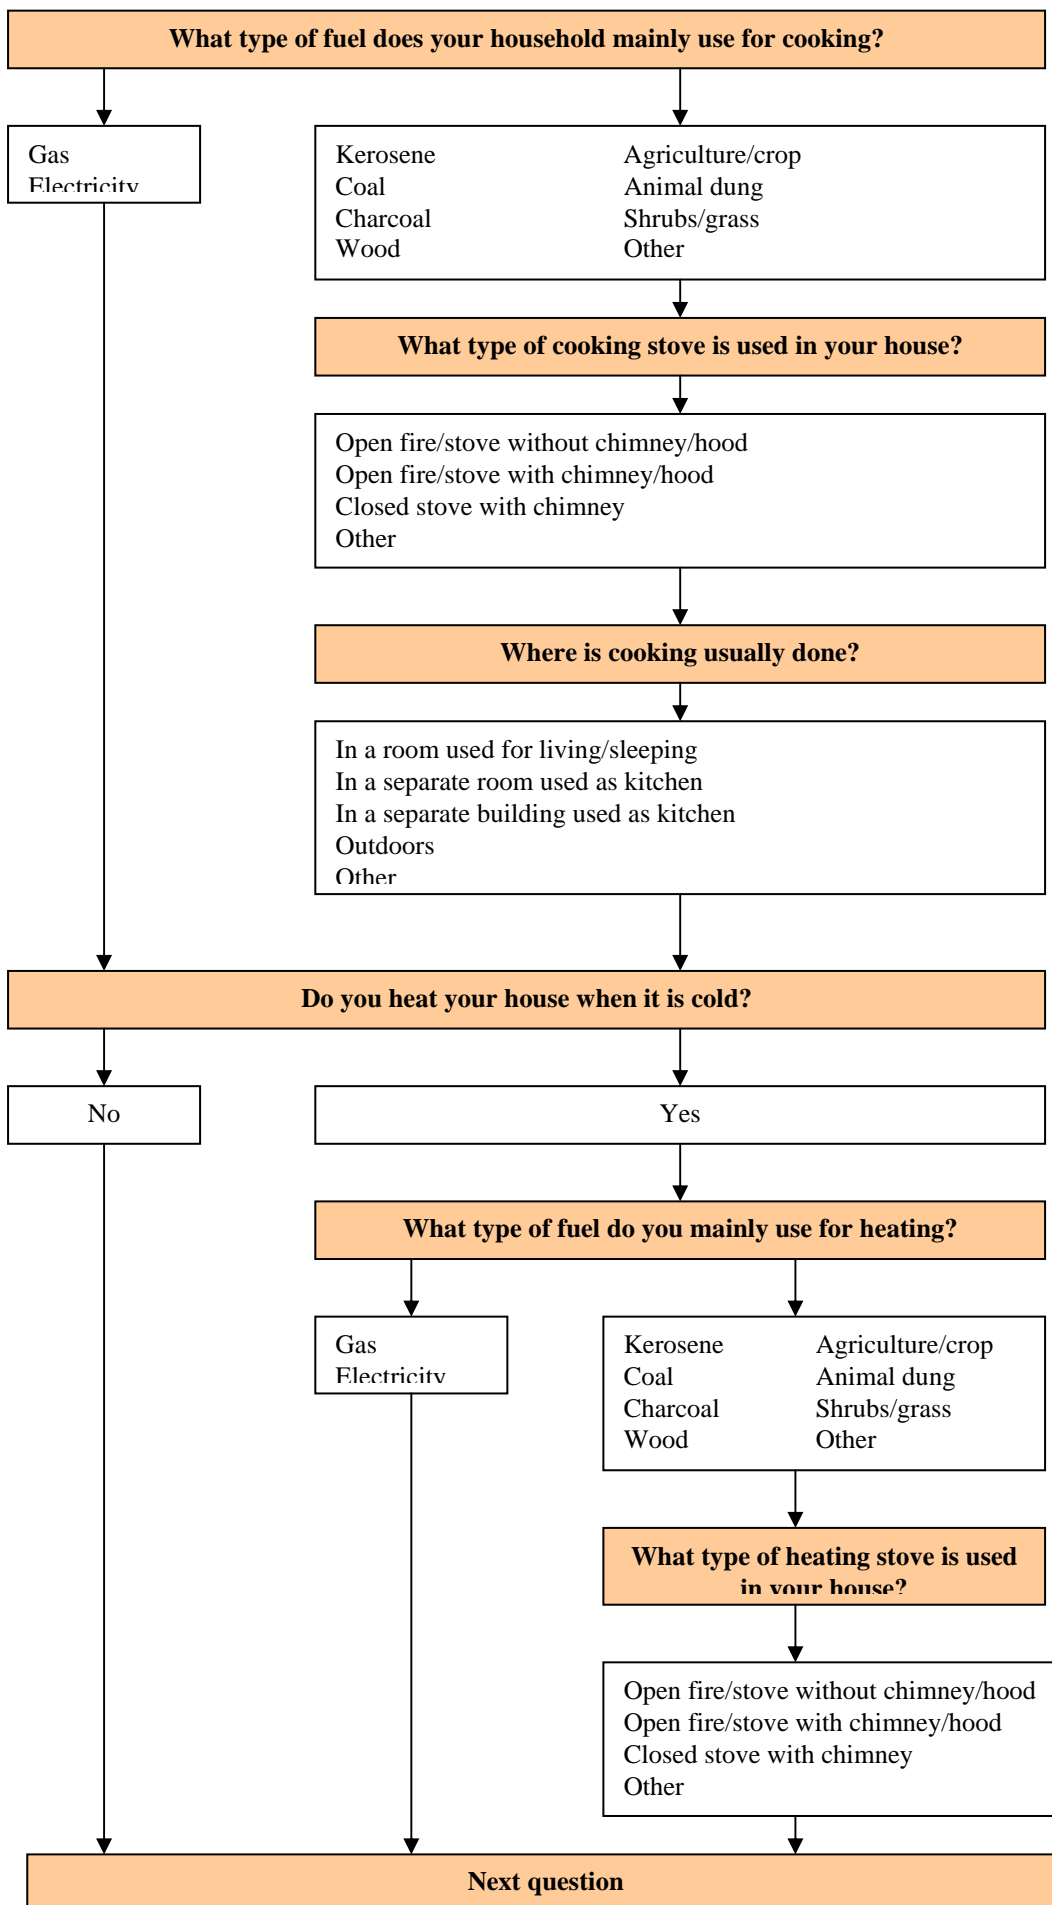 What type of fuel does your household mainly use for cooking?
Gas
Electricity
Kerosene Agriculture/crop
Coal Animal dung
Charcoal Shrubs/grass
Wood Other
What type of cooking stove is used in your house?
Open fire/stove without chimney/hood
Open fire/stove with chimney/hood
Closed stove with chimney
Other
Where is cooking usually done?
In a room used for living/sleeping
In a separate room used as kitchen
In a separate building used as kitchen
Outdoors
Other
Do you heat your house when it is cold?
No
Yes
What type of fuel do you mainly use for heating?
Gas
Electricity
Kerosene Agriculture/crop
Coal Animal dung
Charcoal Shrubs/grass
Wood Other
What type of heating stove is used
in your house?
Open fire/stove without chimney/hood
Open fire/stove with chimney/hood
Closed stove with chimney
Other
Next question